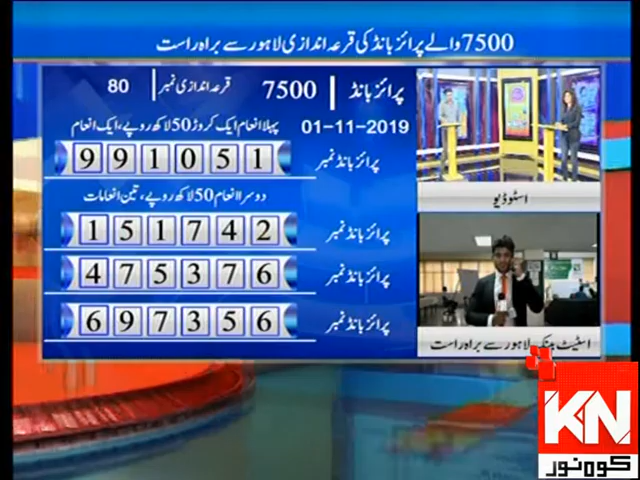 7500 والے پرائز بانڈ کی قرعہ اندازی لاہور سے براہ راست
پرائز بانڈ 7500 قرعہ اندازی نمبر 80
01-11-2019 پہلا انعام ایک کروڑ 50 لاکھ روپے، ایک انعام
پرائز بانڈ نمبر 991051
دوسرا انعام 50 لاکھ روپے، تین انعامات
پرائز بانڈ نمبر 151742
پرائز بانڈ نمبر 475376
پرائز بانڈ نمبر 697356
اسٹوڈیو
اسٹیٹ بینک لاہور سے براہ راست
KN
کوہ نور